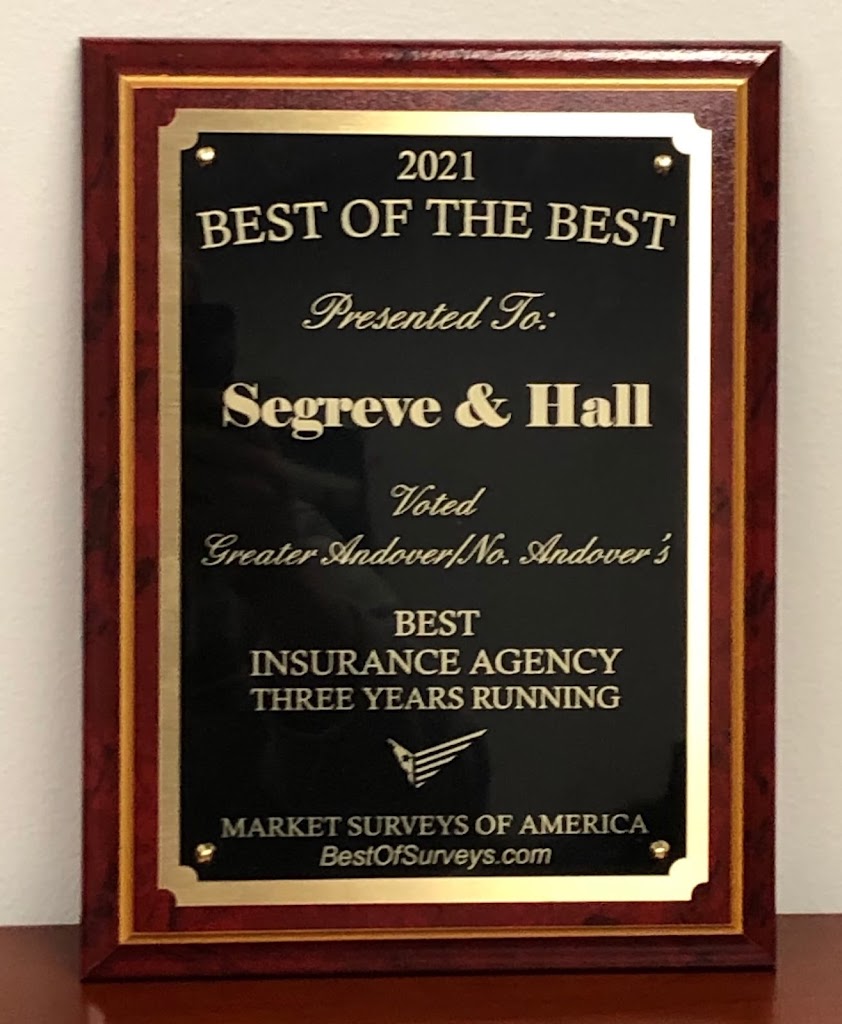 2021
BEST OF THE BEST
Presented To:
Segreve & Hall
Voted
Greater Andover/No. Andover's
BEST
INSURANCE AGENCY
THREE YEARS RUNNING
MARKET SURVEYS OF AMERICA
BestOfSurveys.com